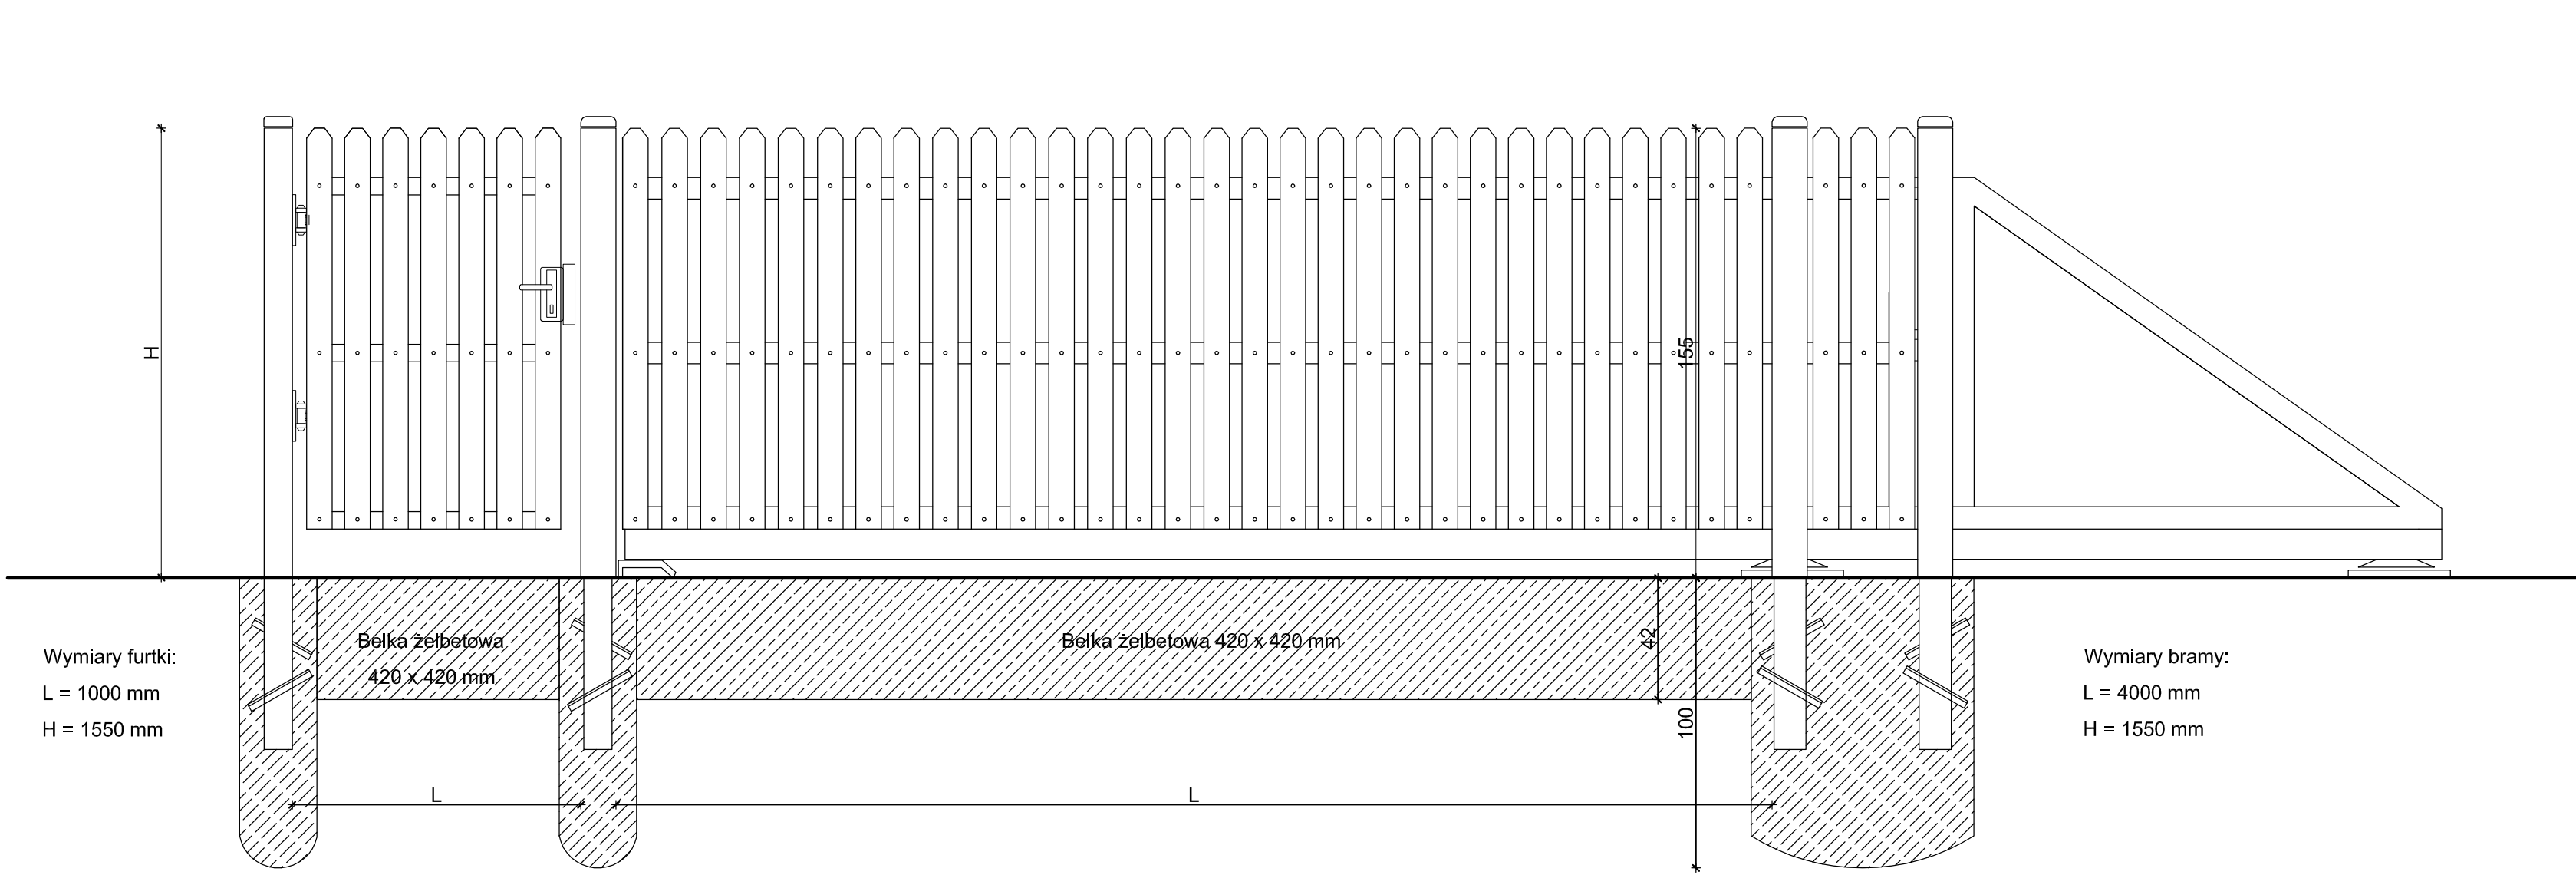 H
155
Belka żelbetowa
420 x 420 mm
Belka żelbetowa 420 x 420 mm
42
100
Wymiary furtki:
L = 1000 mm
H = 1550 mm
Wymiary bramy:
L = 4000 mm
H = 1550 mm
L
L